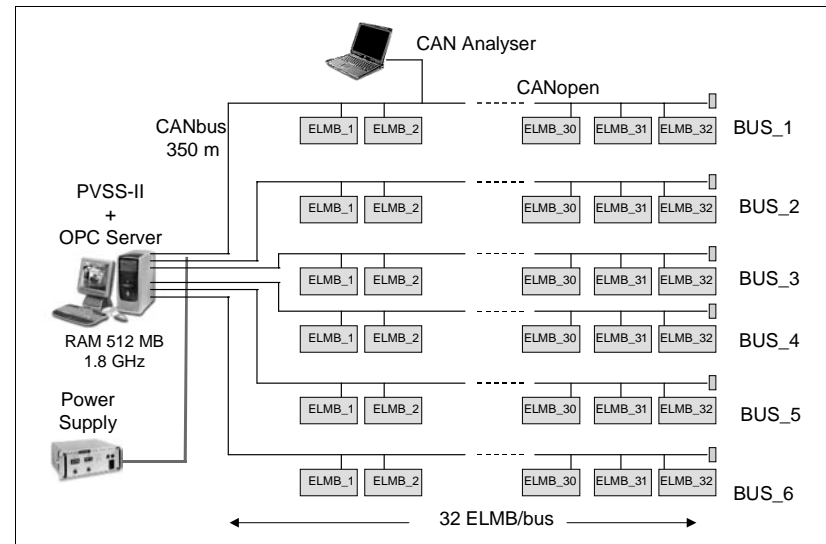 CAN Analyser
CANopen
CANbus
350 m
ELMB_1 ELMB_2 ELMB_30 ELMB_31 ELMB_32
BUS_1
PVSS-II
+
OPC Server
ELMB_1 ELMB_2 ELMB_30 ELMB_31 ELMB_32
BUS_2
ELMB_1 ELMB_2 ELMB_30 ELMB_31 ELMB_32
BUS_3
RAM 512 MB
1.8 GHz
ELMB_1 ELMB_2 ELMB_30 ELMB_31 ELMB_32
BUS_4
Power
Supply
ELMB_1 ELMB_2 ELMB_30 ELMB_31 ELMB_32
BUS_5
ELMB_1 ELMB_2 ELMB_30 ELMB_31 ELMB_32
BUS_6
32 ELMB/bus